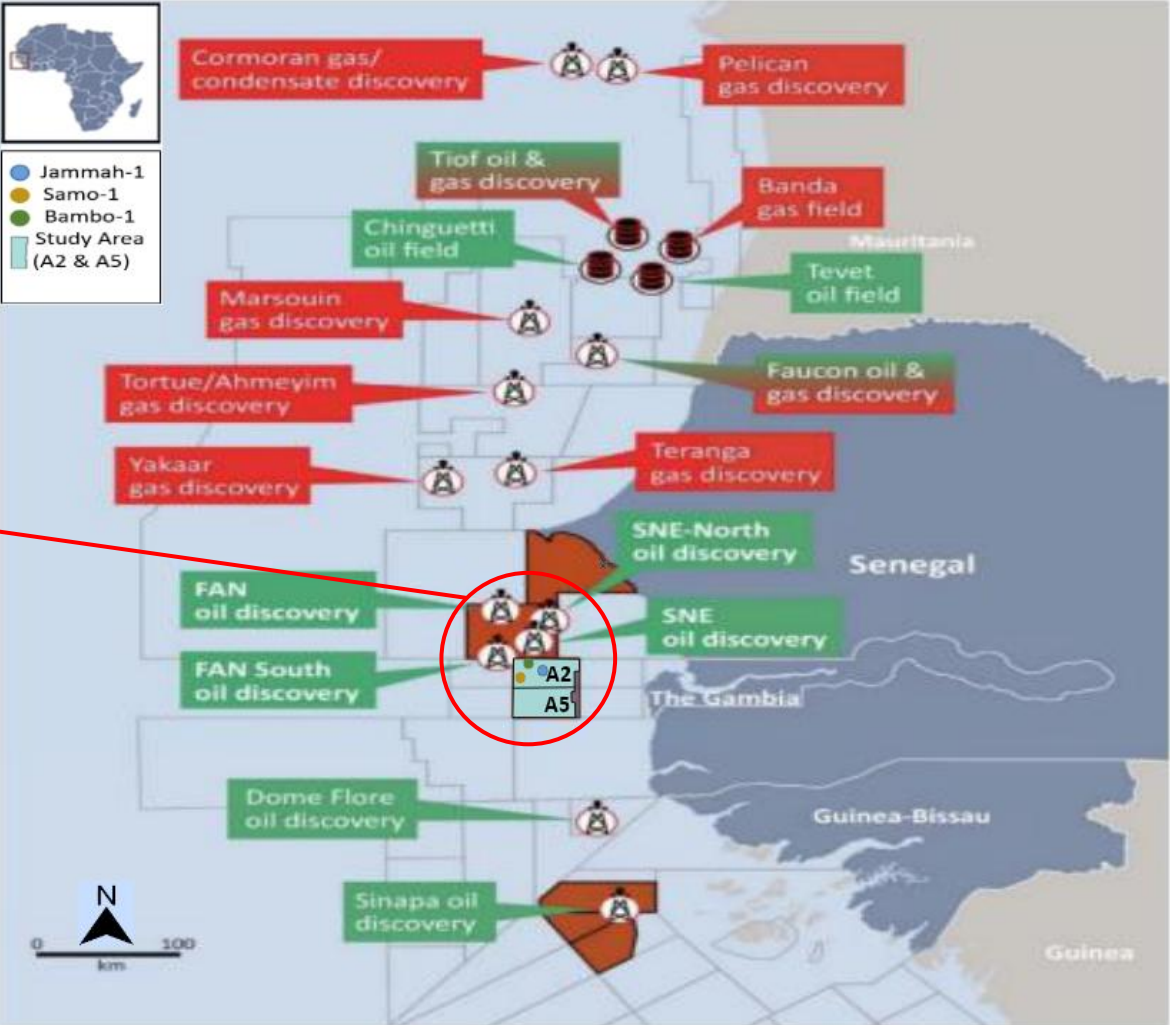 Cormoran gas/
condensate discovery
Pelican
gas discovery
Jammah-1
Samo-1
Bambo-1
Study Area
(A2 & A5)
Tiof oil &
gas discovery
Banda
gas field
Chinguetti
oil field
Mauritania
Tevet
oil field
Marsouin
gas discovery
Faucon oil &
gas discovery
Tortue/Ahmeyim
gas discovery
Yakaar
gas discovery
Teranga
gas discovery
SNE-North
oil discovery
Senegal
FAN
oil discovery
SNE
oil discovery
FAN South
oil discovery
A2
A5
The Gambia
Dome Flore
oil discovery
Guinea-Bissau
Sinapa oil
discovery
N
0 100
km
Guinea